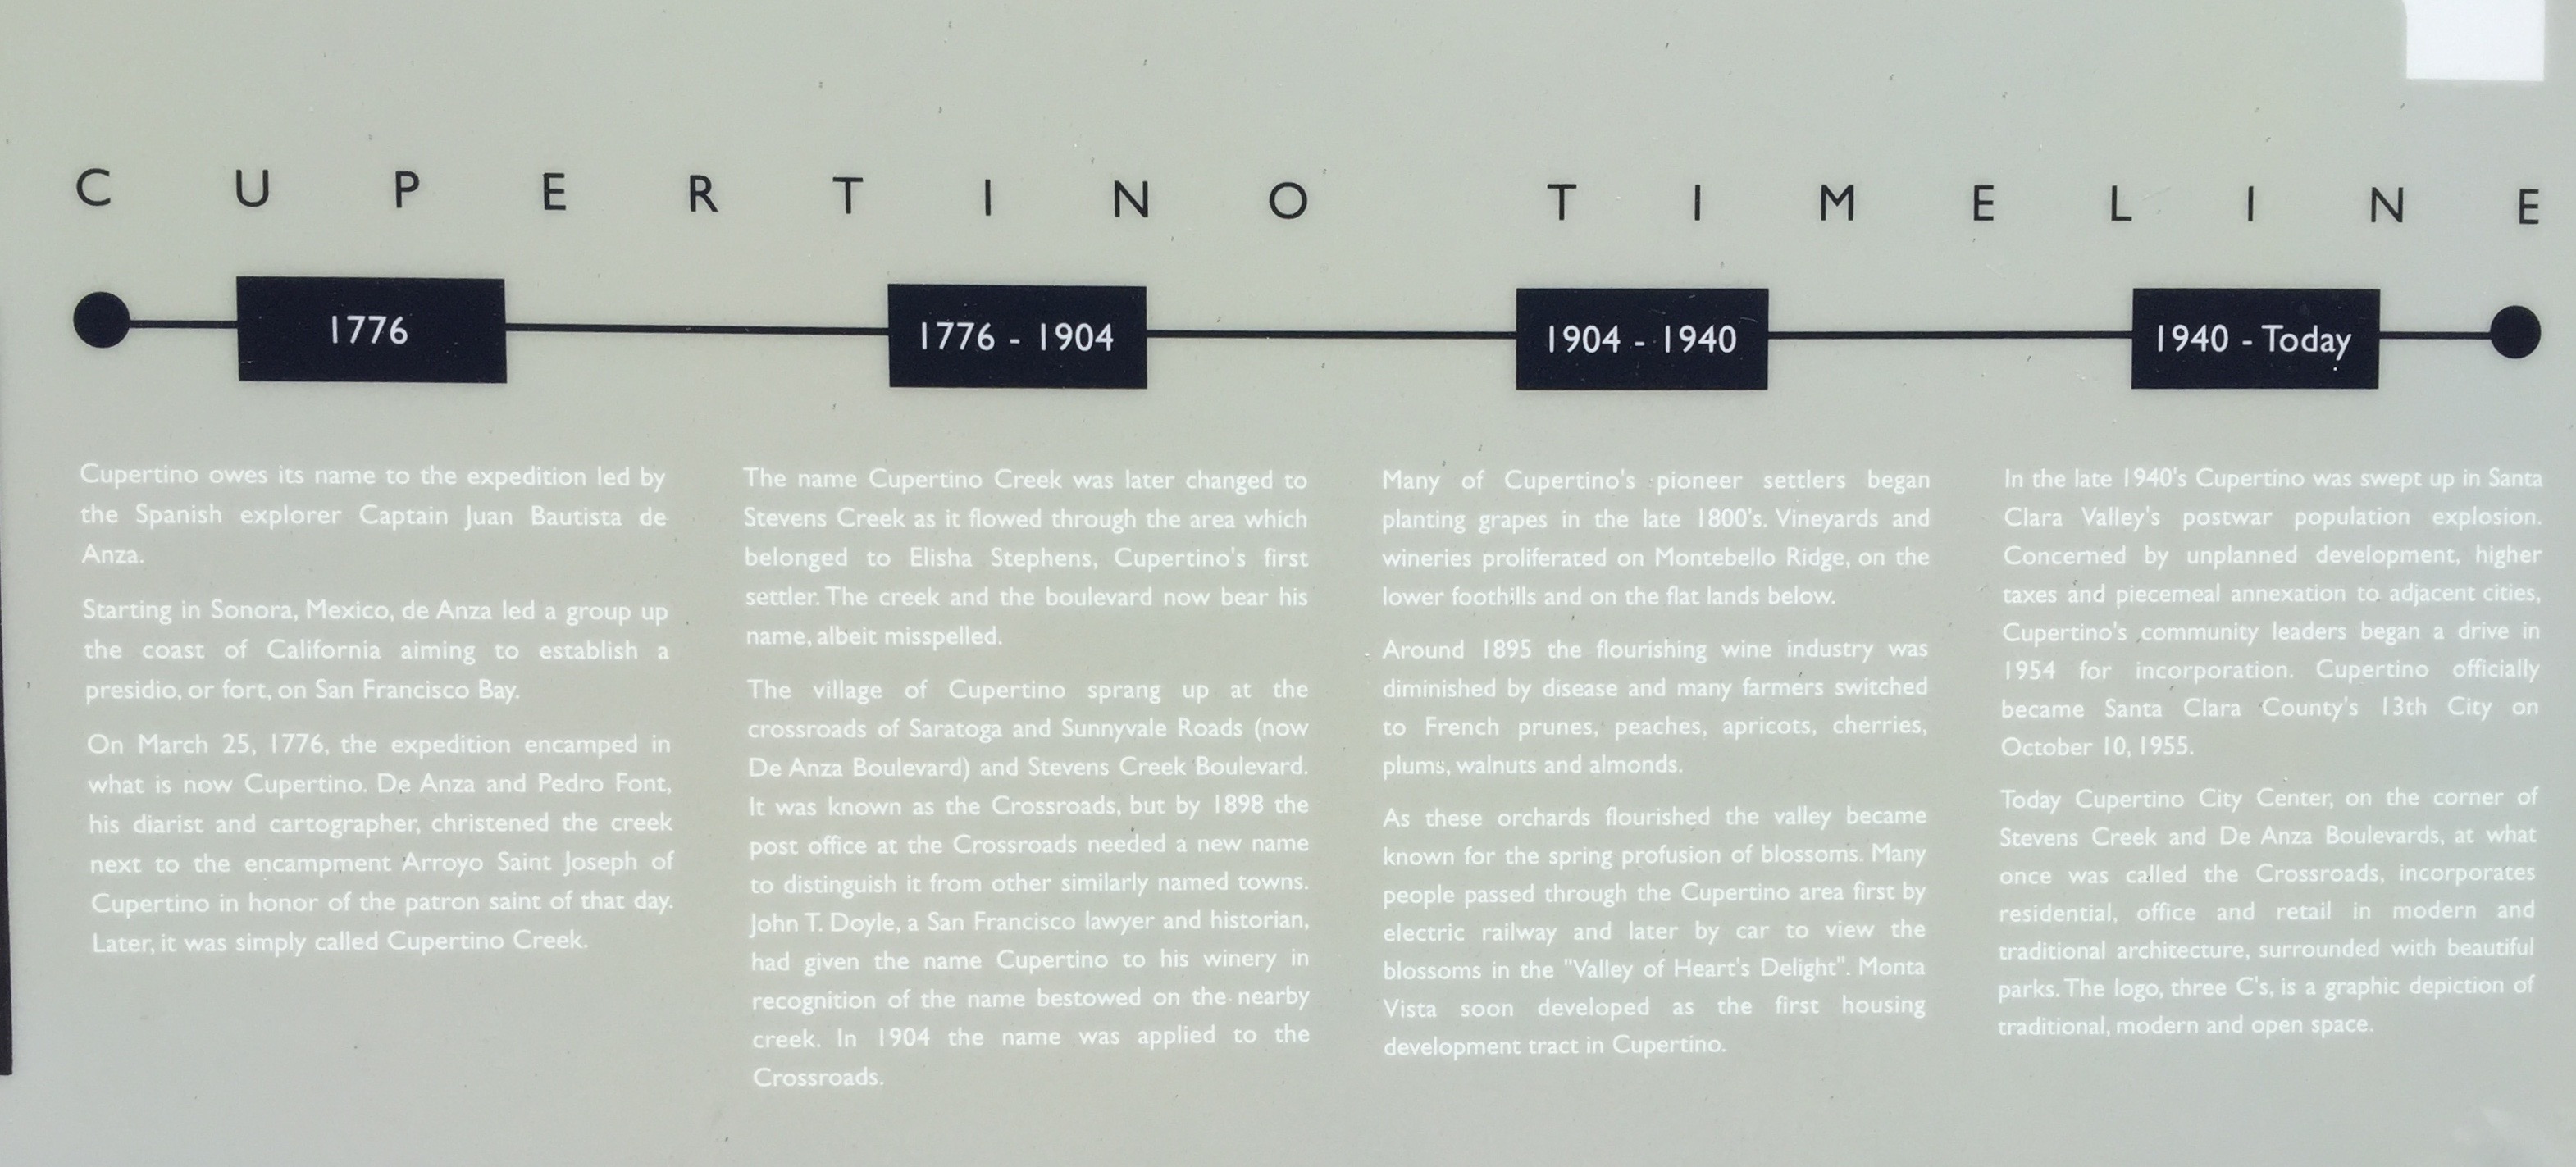 CUPERTINO TIMELINE
1776
Cupertino owes its name to the expedition led by
the Spanish explorer Captain Juan Bautista de
Anza.
Starting in Sonora, Mexico, de Anza led a group up
the coast of California aiming to establish a
presidio, or fort, on San Francisco Bay.
On March 25, 1776, the expedition encamped in
what is now Cupertino. De Anza and Pedro Font,
his diarist and cartographer, christened the creek
next to the encampment Arroyo Saint Joseph of
Cupertino in honor of the patron saint of that day.
Later, it was simply called Cupertino Creek.
1776 - 1904
The name Cupertino Creek was later changed to
Stevens Creek as it flowed through the area which
belonged to Elisha Stephens, Cupertino's first
settler. The creek and the boulevard now bear his
name, albeit misspelled.
The village of Cupertino sprang up at the
crossroads of Saratoga and Sunnyvale Roads (now
De Anza Boulevard) and Stevens Creek Boulevard.
It was known as the Crossroads, but by 1898 the
post office at the Crossroads needed a new name
to distinguish it from other similarly named towns.
John T. Doyle, a San Francisco lawyer and historian,
had given the name Cupertino to his winery in
recognition of the name bestowed on the nearby
creek. In 1904 the name was applied to the
Crossroads.
1904 - 1940
Many of Cupertino's pioneer settlers began
planting grapes in the late 1800's. Vineyards and
wineries proliferated on Montebello Ridge, on the
lower foothills and on the flat lands below.
Around 1895 the flourishing wine industry was
diminished by disease and many farmers switched
to French prunes, peaches, apricots, cherries,
plums, walnuts and almonds.
As these orchards flourished the valley became
known for the spring profusion of blossoms. Many
people passed through the Cupertino area first by
electric railway and later by car to view the
blossoms in the "Valley of Heart's Delight". Monta
Vista soon developed as the first housing
development tract in Cupertino.
1940 - Today
In the late 1940's Cupertino was swept up in Santa
Clara Valley's postwar population explosion.
Concerned by unplanned development, higher
taxes and piecemeal annexation to adjacent cities,
Cupertino's community leaders began a drive in
1954 for incorporation. Cupertino officially
became Santa Clara County's 13th City on
October 10, 1955.
Today Cupertino City Center, on the corner of
Stevens Creek and De Anza Boulevards, at what
once was called the Crossroads, incorporates
residential, office and retail in modern and
traditional architecture, surrounded with beautiful
parks. The logo, three C's, is a graphic depiction of
traditional, modern and open space.